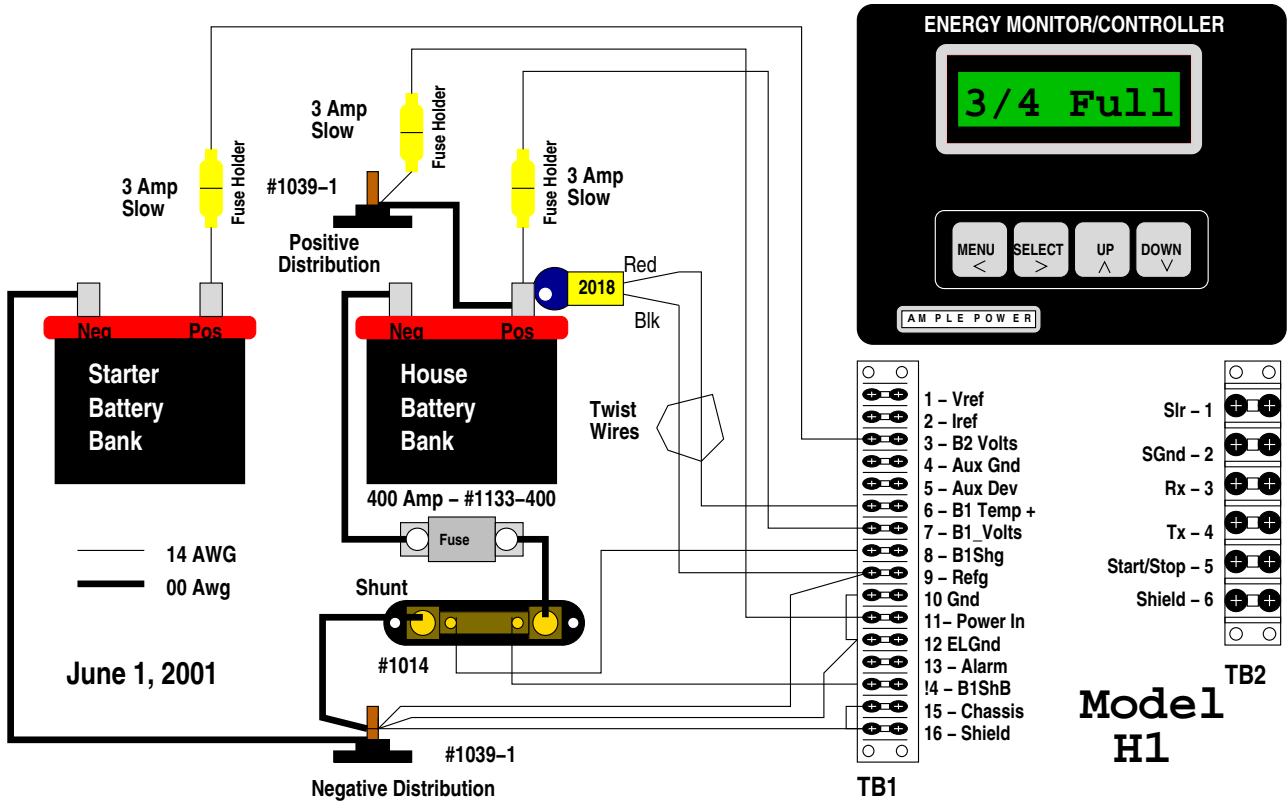 ENERGY MONITOR/CONTROLLER
3/4 Full
MENU
<
SELECT
>
UP
^
DOWN
V
AMPLE POWER
3 Amp
Slow
Fuse Holder
3 Amp
Slow
Fuse Holder
3 Amp
Slow
Fuse Holder
#1039-1
Positive
Distribution
2018
Red
Blk
Neg
Pos
Starter
Battery
Bank
Neg
Pos
House
Battery
Bank
Twist
Wires
400 Amp – #1133-400
Fuse
14 AWG
00 Awg
Shunt
#1014
June 1, 2001
#1039-1
Negative Distribution
1 – Vref
2 – Iref
3 – B2 Volts
4 – Aux Gnd
5 – Aux Dev
6 – B1 Temp +
7 – B1_Volts
8 – B1Shg
9 – Refg
10 Gnd
11– Power In
12 ELGnd
13 – Alarm
!4 – B1ShB
15 – Chassis
16 – Shield
TB1
Slr – 1
SGnd – 2
Rx – 3
Tx – 4
Start/Stop – 5
Shield – 6
TB2
Model
H1